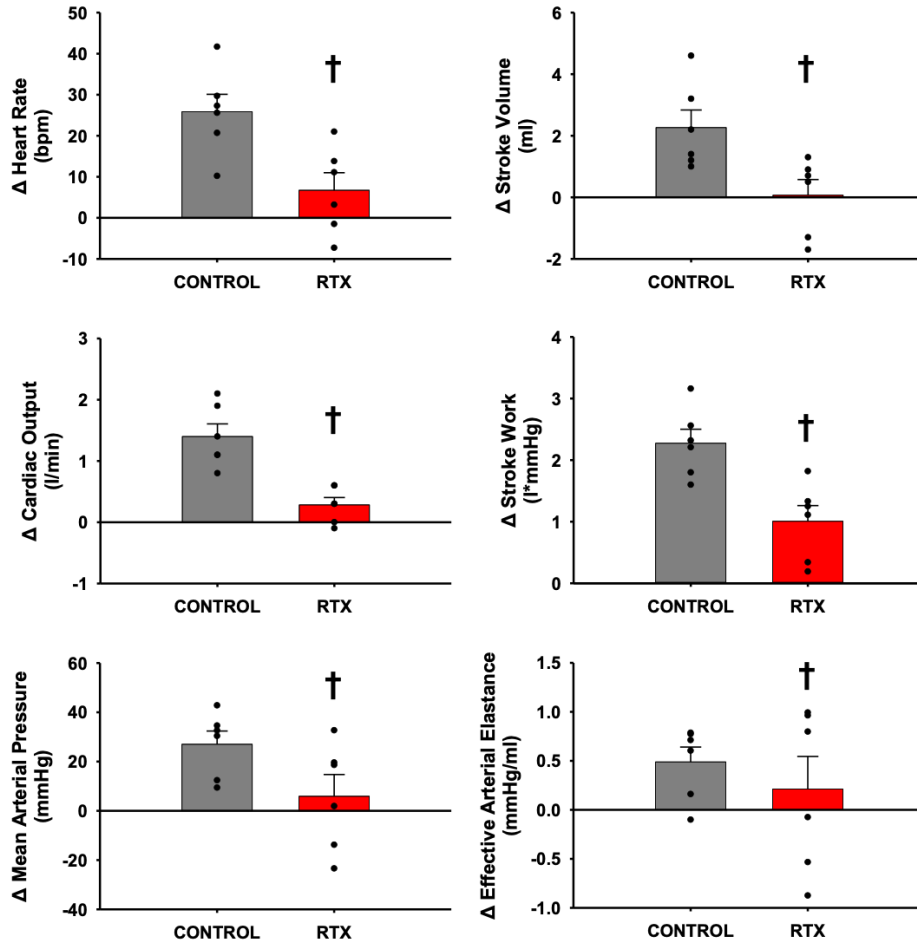 Δ Heart Rate
(bpm)
50
40
30
20
10
0
-10
†
CONTROL
RTX
Δ Stroke Volume
(ml)
6
4
2
0
-2
†
CONTROL
RTX
Δ Cardiac Output
(l/min)
3
2
1
0
-1
†
CONTROL
RTX
Δ Stroke Work
(l*mmHg)
4
3
2
1
0
†
CONTROL
RTX
Δ Mean Arterial Pressure
(mmHg)
60
40
20
0
-20
-40
†
CONTROL
RTX
Δ Effective Arterial Elastance
(mmHg/ml)
1.5
1.0
0.5
0.0
-0.5
-1.0
†
CONTROL
RTX